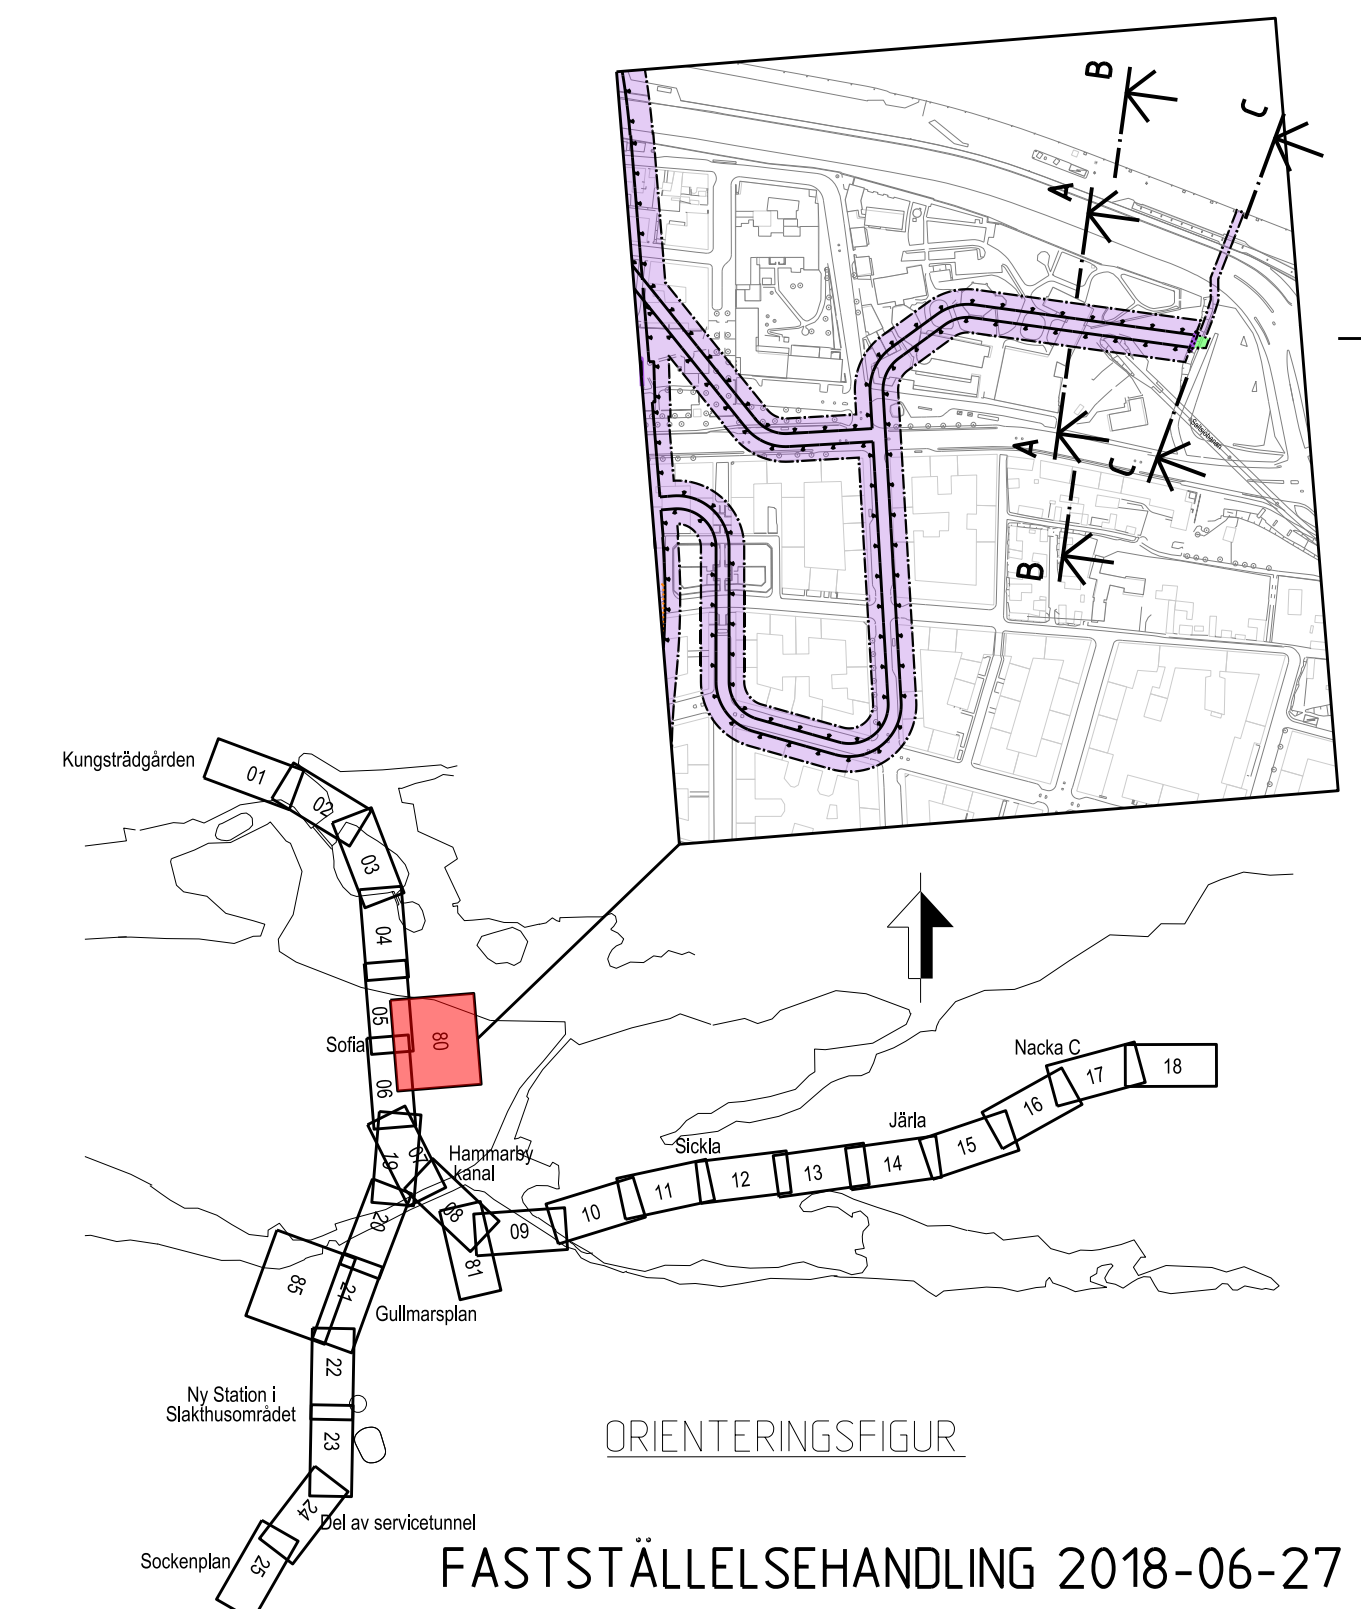 B
C
A
Saltsjöbanan
A
C
B
Kungsträdgården
01
02
03
04
05
Sofia
80
06
Nacka C
18
17
16
Järla
15
Sickla
14
13
12
11
10
09
Hammarby
kanal
07
19
08
20
81
85
21
Gullmarsplan
22
Ny Station i
Slakthusområdet
23
24
Del av servicetunnel
Sockenplan
25
ORIENTERINGSFIGUR
FASTSTÄLLELSEHANDLING 2018-06-27